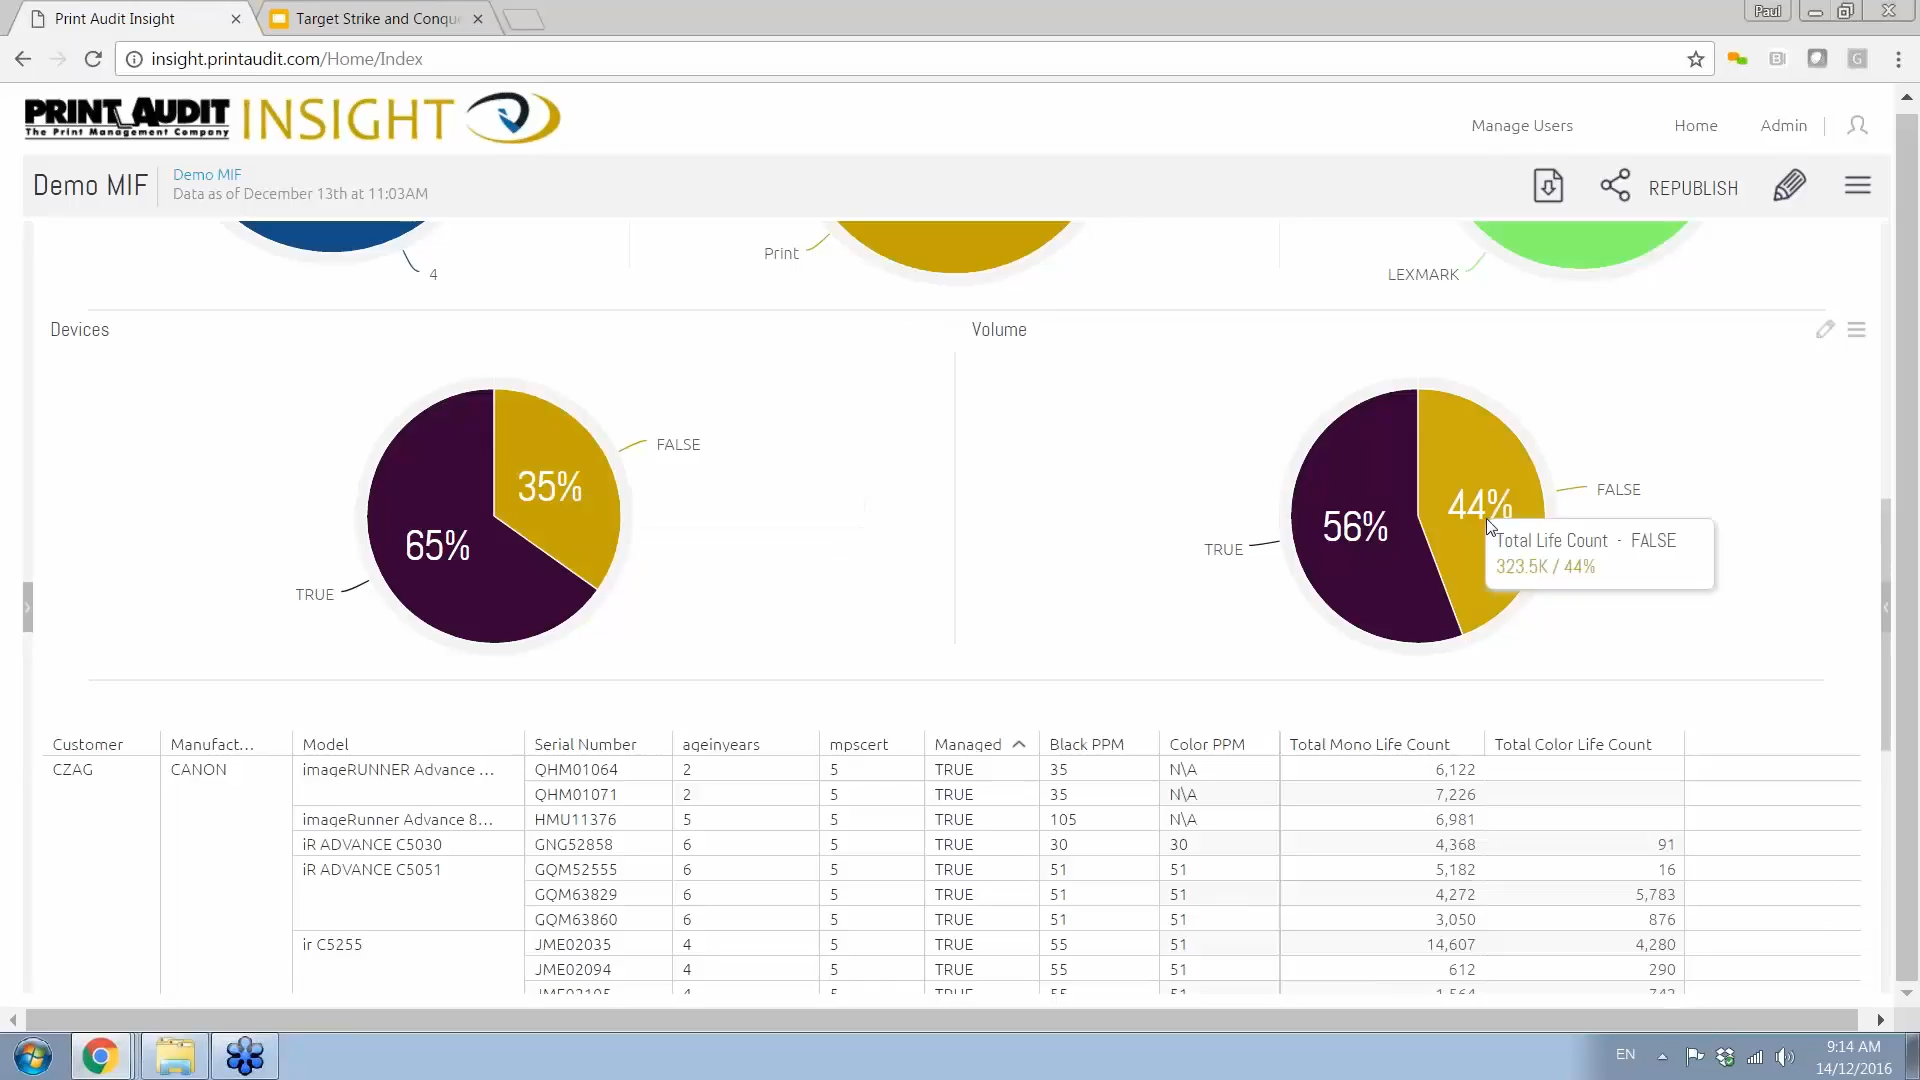 Print Audit Insight
Target Strike and Conqu
Paul
insight.printaudit.com/Home/Index
PRINT AUDIT
The Print Management Company
INSIGHT
Manage Users
Home
Admin
Demo MIF
Demo MIF
Data as of December 13th at 11:03AM
REPUBLISH
4
Print
LEXMARK
Devices
Volume
35%
65%
FALSE
TRUE
44%
56%
FALSE
TRUE
Total Life Count - FALSE
323.5K / 44%
Customer Manufact... Model Serial Number ageinyears mpscert Managed Black PPM Color PPM Total Mono Life Count Total Color Life Count
CZAG CANON imageRUNNER Advance ... QHM01064 2 5 TRUE 35 N\A 6,122
QHM01071 2 5 TRUE 35 N\A 7,226
imageRunner Advance 8... HMU11376 5 5 TRUE 105 N\A 6,981
iR ADVANCE C5030 GNG52858 6 5 TRUE 30 30 4,368 91
iR ADVANCE C5051 GQM52555 6 5 TRUE 51 51 5,182 16
GQM63829 6 5 TRUE 51 51 4,272 5,783
GQM63860 6 5 TRUE 51 51 3,050 876
ir C5255 JME02035 4 5 TRUE 55 51 14,607 4,280
JME02094 4 5 TRUE 55 51 612 290
EN
9:14 AM
14/12/2016